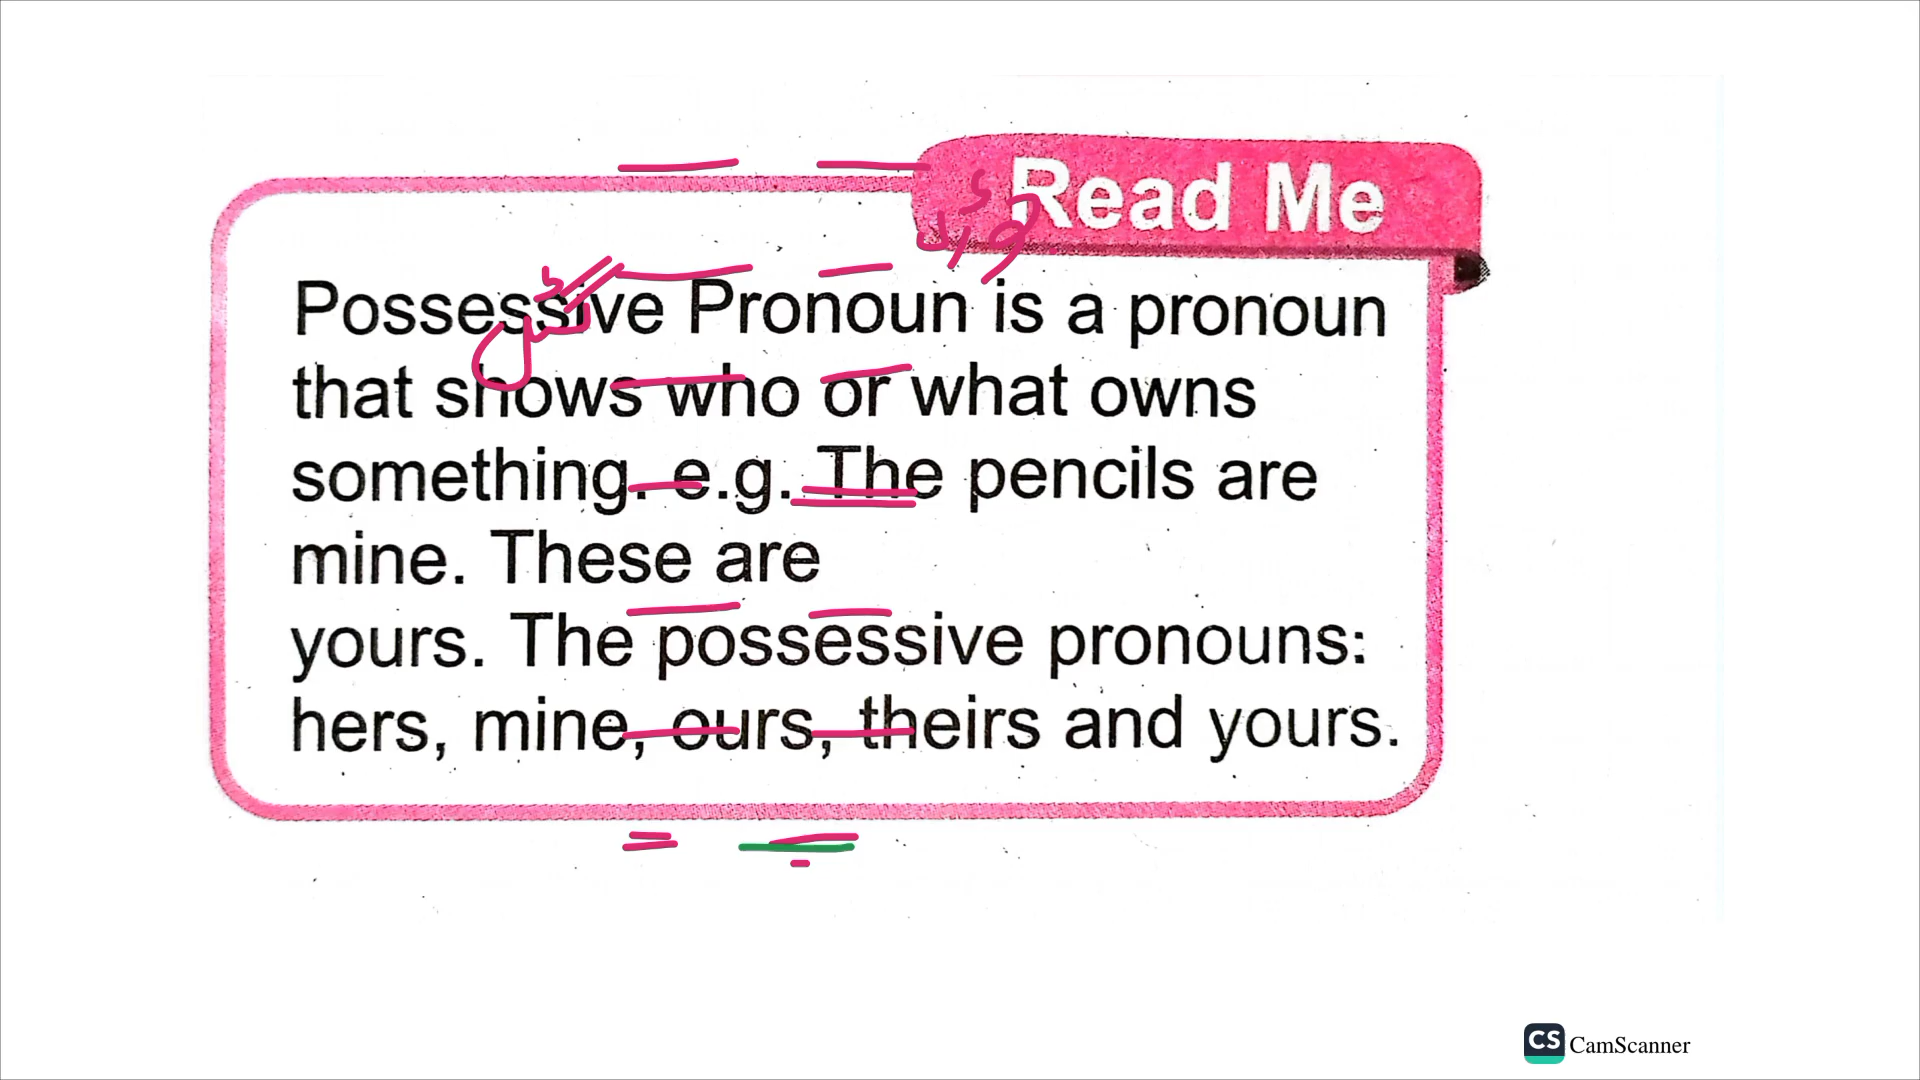 Read Me
Possessive Pronoun is a pronoun
that shows who or what owns
something. e.g. The pencils are
mine. These are
yours. The possessive pronouns:
hers, mine, ours, theirs and yours.
CS CamScanner